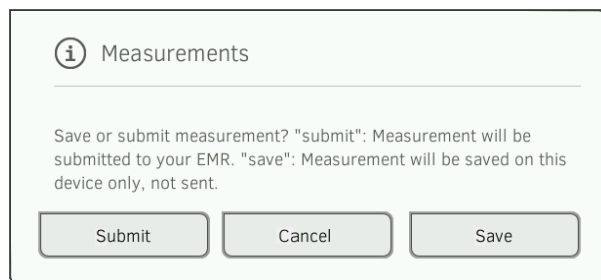 Measurements
Save or submit measurement? "submit": Measurement will be
submitted to your EMR. "save": Measurement will be saved on this
device only, not sent.
Submit Cancel Save